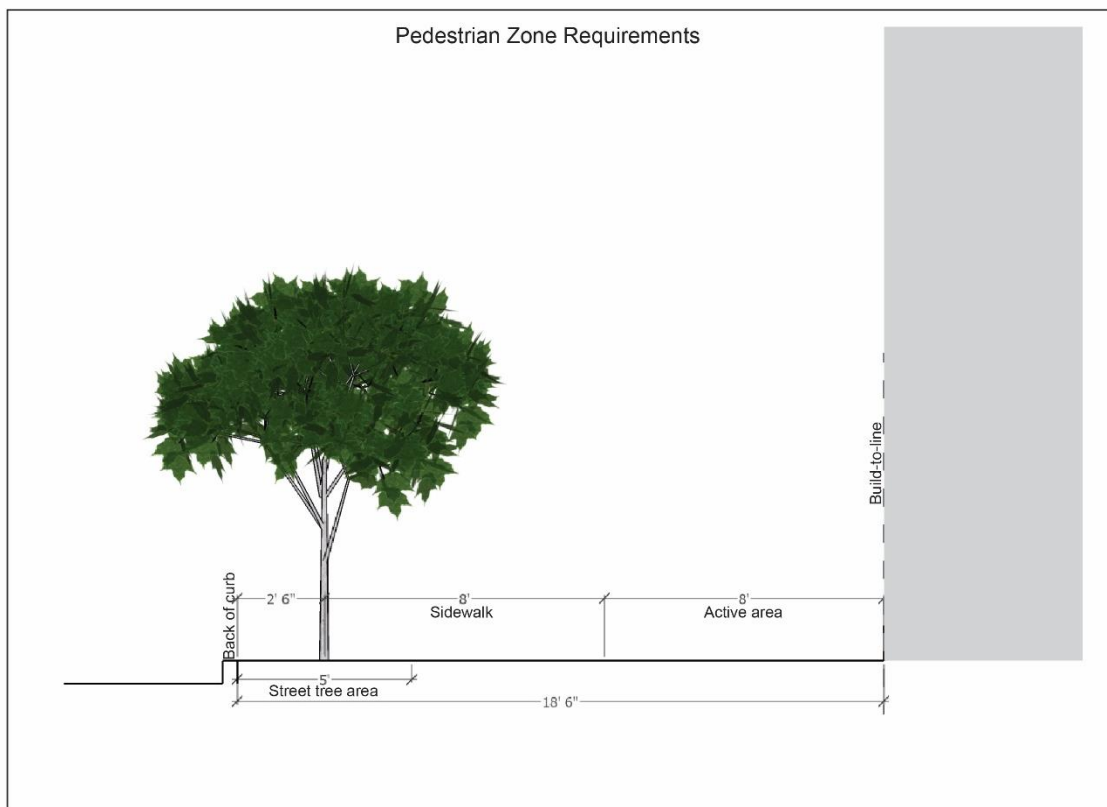 Pedestrian Zone Requirements
Build-to-line
Back of curb
2' 6"
8'
8'
Sidewalk
Active area
5'
Street tree area
18' 6"